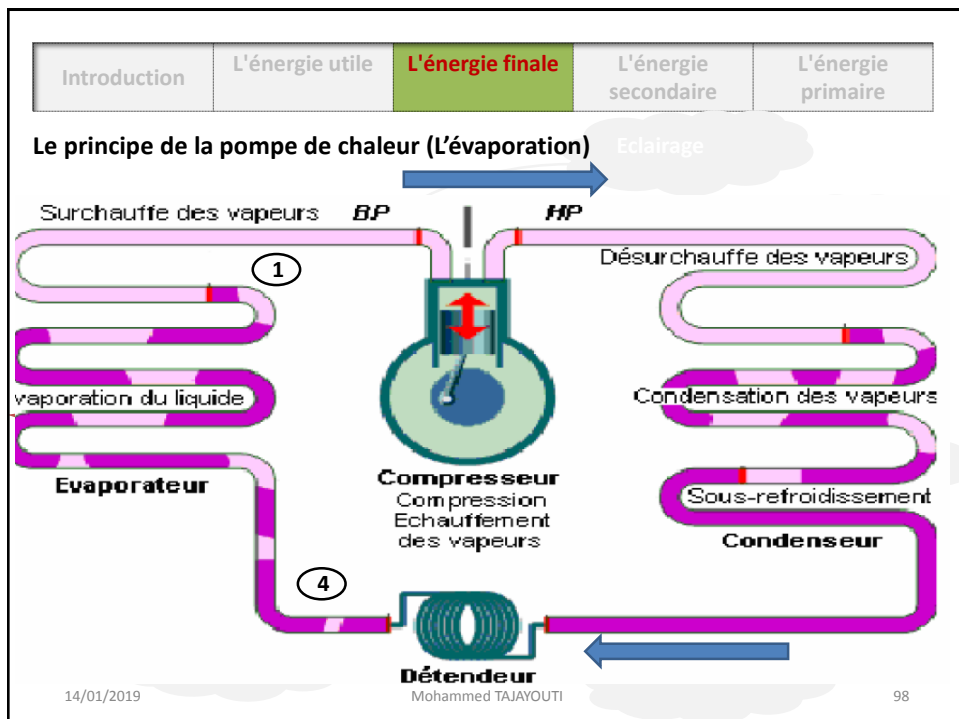 Introduction
L'énergie utile
L'énergie finale
L'énergie
secondaire
L'énergie
primaire
Le principe de la pompe de chaleur (L'évaporation)
Eclairage
Surchauffe des vapeurs
BP
HP
Désurchauffe des vapeurs
1
vaporation du liquide
Condensation des vapeurs
Evaporateur
Compresseur
Compression
Echauffement
des vapeurs
Sous-refroidissement
Condenseur
4
Détendeur
14/01/2019
Mohammed TAJAYOUTI
98